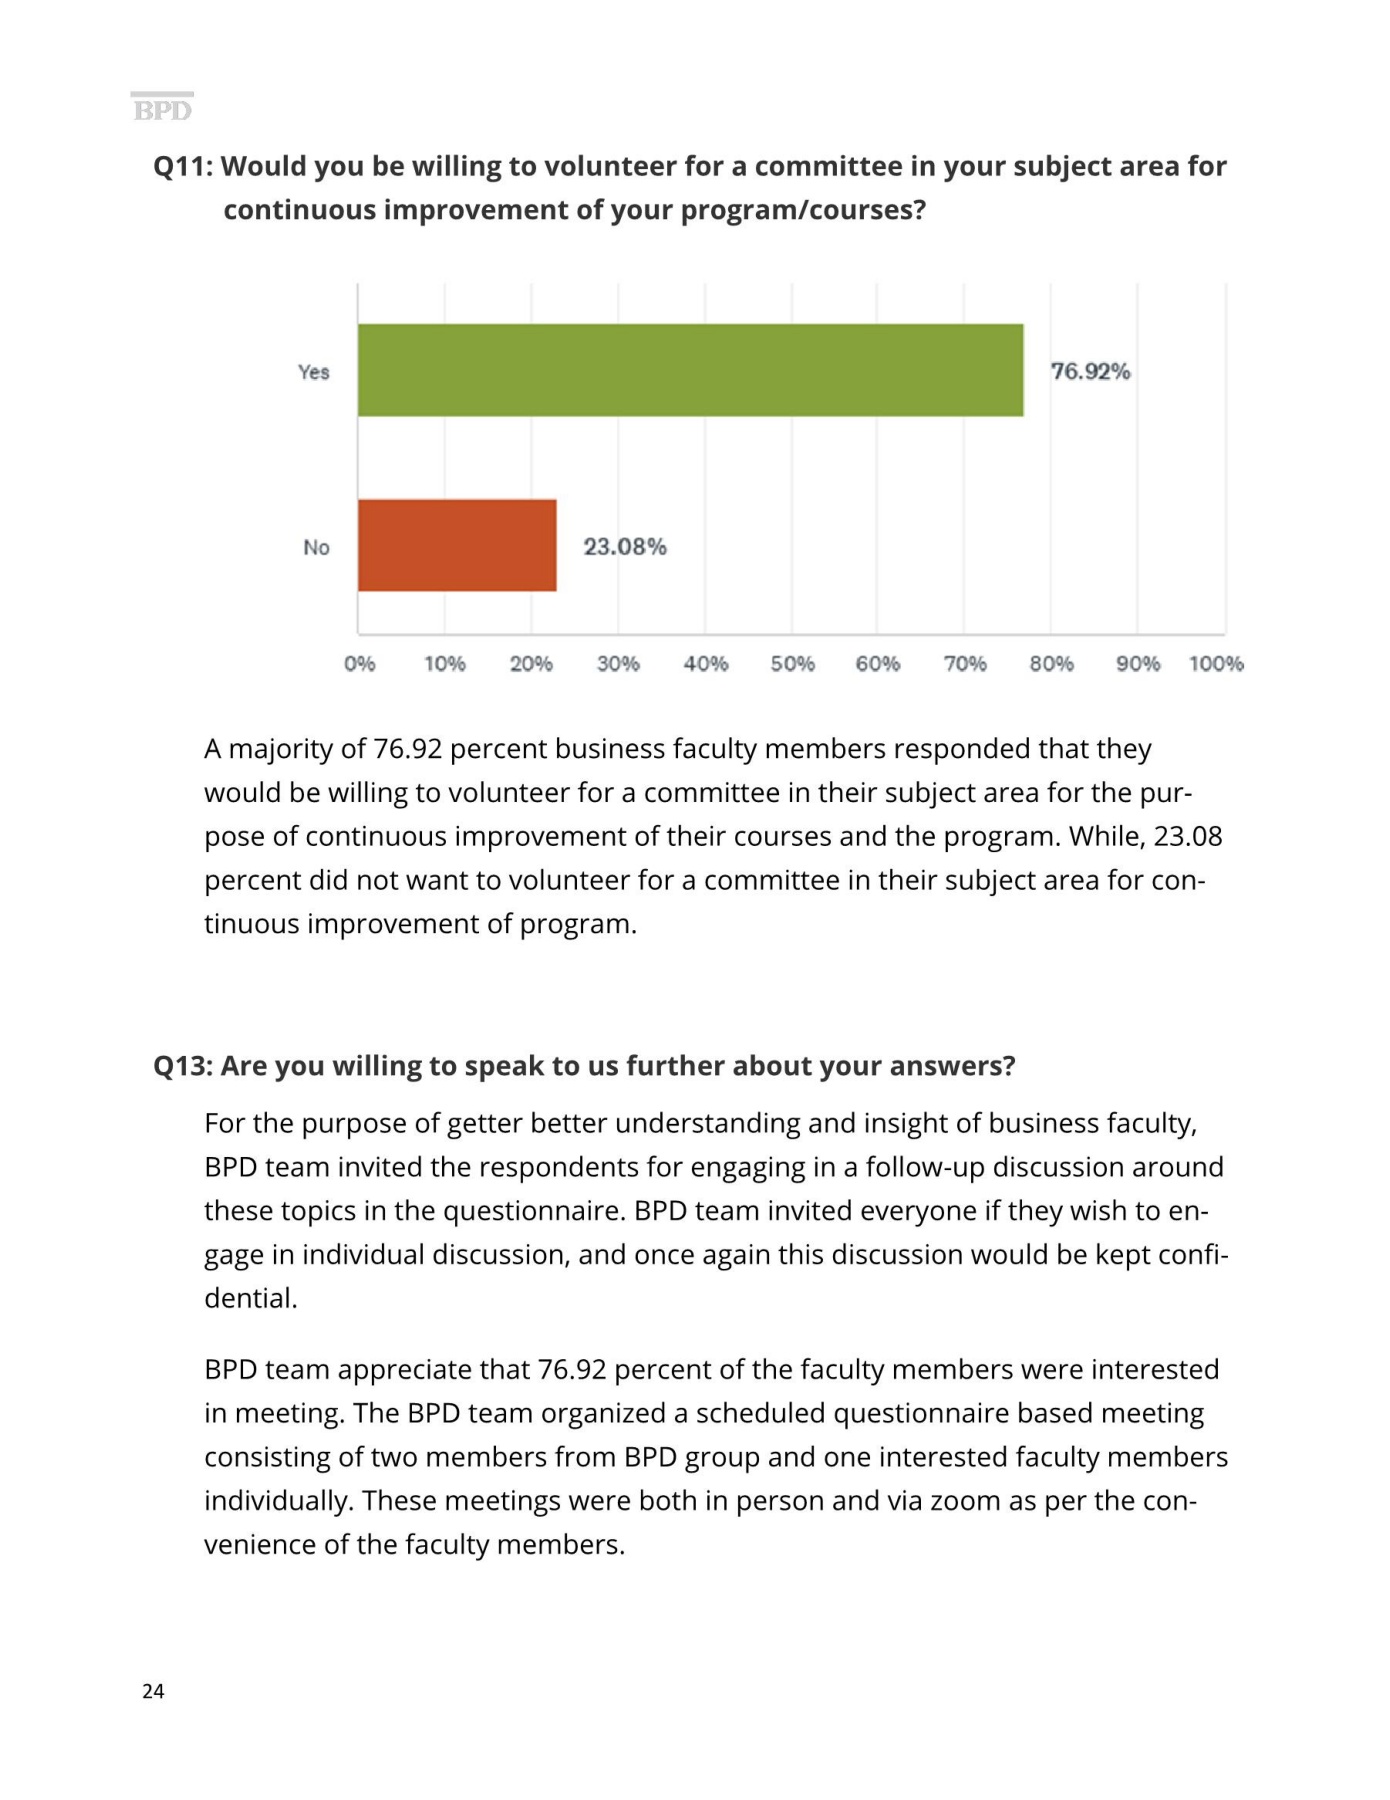 BPD
Q11: Would you be willing to volunteer for a committee in your subject area for
continuous improvement of your program/courses?
Yes
76.92%
No
23.08%
0% 10% 20% 30% 40% 50% 60% 70% 80% 90% 100%
A majority of 76.92 percent business faculty members responded that they
would be willing to volunteer for a committee in their subject area for the pur-
pose of continuous improvement of their courses and the program. While, 23.08
percent did not want to volunteer for a committee in their subject area for con-
tinuous improvement of program.
Q13: Are you willing to speak to us further about your answers?
For the purpose of getter better understanding and insight of business faculty,
BPD team invited the respondents for engaging in a follow-up discussion around
these topics in the questionnaire. BPD team invited everyone if they wish to en-
gage in individual discussion, and once again this discussion would be kept confi-
dential.
BPD team appreciate that 76.92 percent of the faculty members were interested
in meeting. The BPD team organized a scheduled questionnaire based meeting
consisting of two members from BPD group and one interested faculty members
individually. These meetings were both in person and via zoom as per the con-
venience of the faculty members.
24